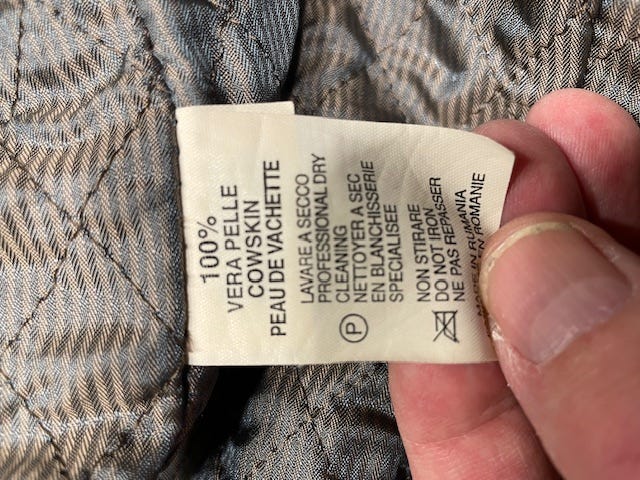 100%
VERA PELLE
COWSKIN
PEAU DE VACHETTE
LAVARE A SECCO
PROFESSIONAL DRY
CLEANING
P NETTOYER A SEC
EN BLANCHISSERIE
SPECIALISEE
NON STIRARE
DO NOT IRON
NE PAS REPASSER
MADE IN RUMANIA
EN ROMANIE